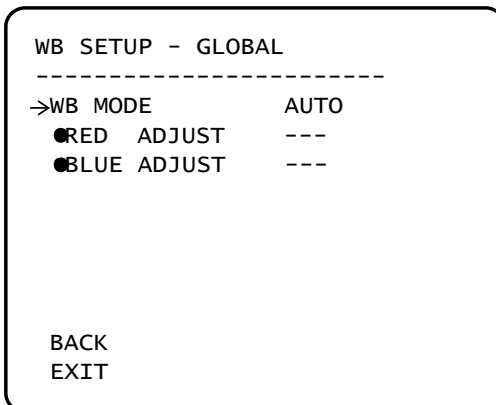 WB SETUP - GLOBAL
------------------------
→WB MODE AUTO
●RED ADJUST ---
●BLUE ADJUST ---
BACK
EXIT